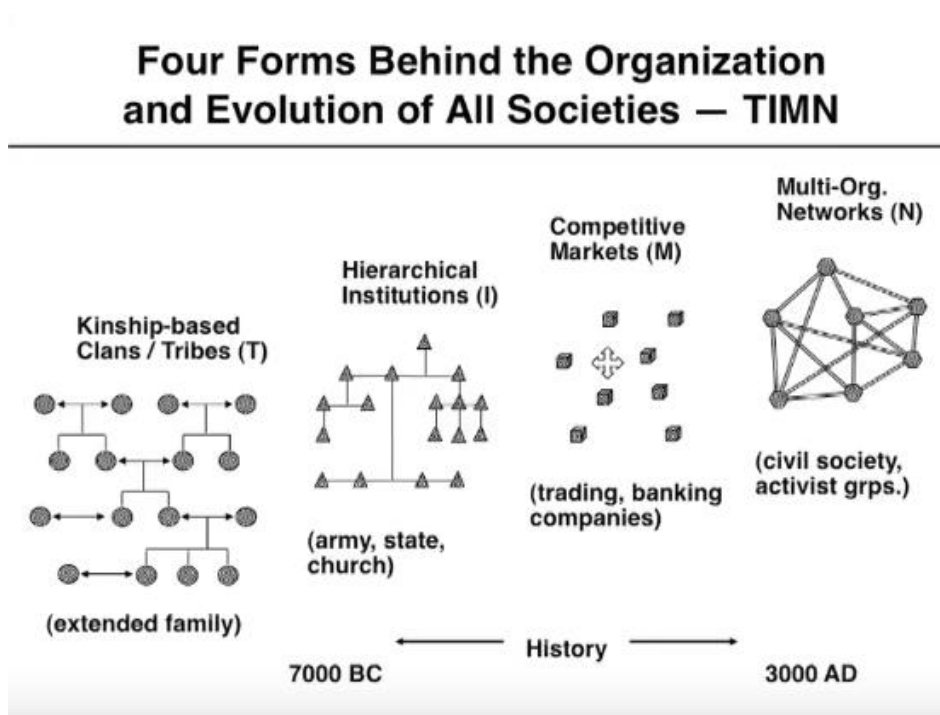 Four Forms Behind the Organization
and Evolution of All Societies — TIMN
Multi-Org.
Networks (N)
Competitive
Markets (M)
Hierarchical
Institutions (I)
Kinship-based
Clans / Tribes (T)
(civil society,
activist grps.)
(trading, banking
companies)
(army, state,
church)
(extended family)
History
7000 BC
3000 AD